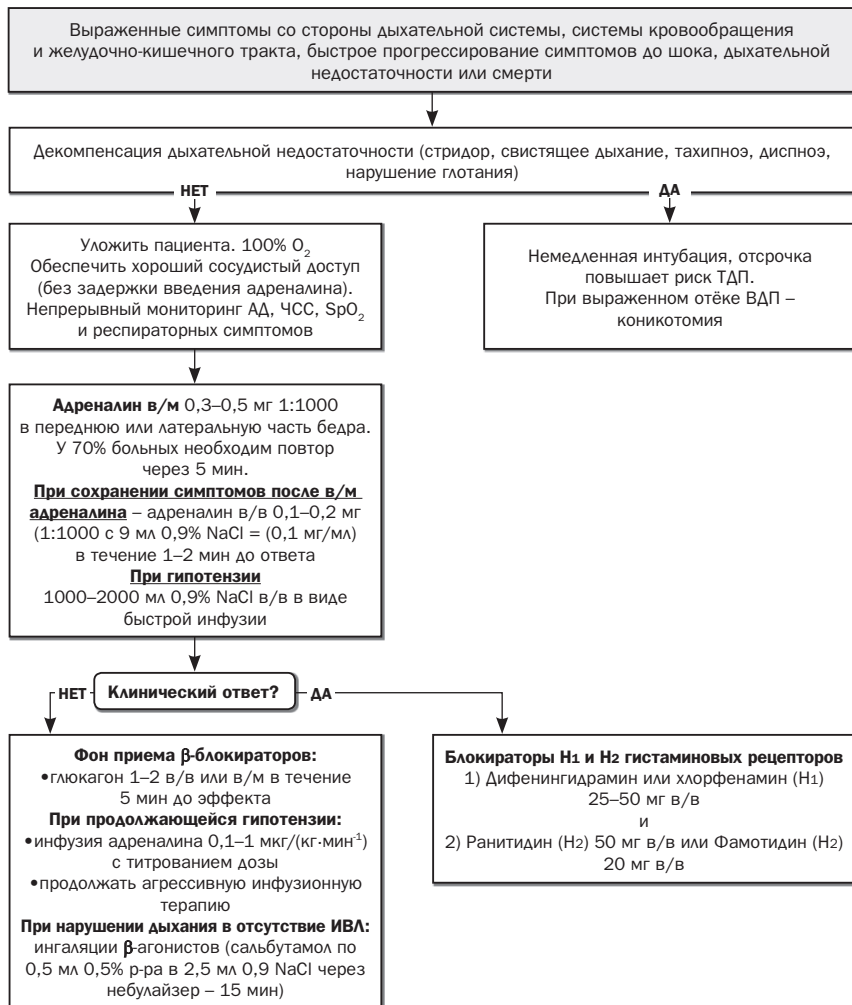 Выраженные симптомы со стороны дыхательной системы, системы кровообращения
и желудочно-кишечного тракта, быстрое прогрессирование симптомов до шока, дыхательной
недостаточности или смерти
Декомпенсация дыхательной недостаточности (стридор, свистящее дыхание, тахипноэ, диспноэ,
нарушение глотания)
НЕТ
ДА
Уложить пациента. 100% O2
Обеспечить хороший сосудистый доступ
(без задержки введения адреналина).
Непрерывный мониторинг АД, ЧСС, SpO2
и респираторных симптомов
Немедленная интубация, отсрочка
повышает риск ТДП.
При выраженном отёке ВДП –
коникотомия
Адреналин в/м 0,3–0,5 мг 1:1000
в переднюю или латеральную часть бедра.
У 70% больных необходим повтор
через 5 мин.
При сохранении симптомов после в/м
адреналина – адреналин в/в 0,1–0,2 мг
(1:1000 с 9 мл 0,9% NaCl = (0,1 мг/мл)
в течение 1–2 мин до ответа
При гипотензии
1000–2000 мл 0,9% NaCl в/в в виде
быстрой инфузии
НЕТ
Клинический ответ?
ДА
Фон приема β-блокираторов:
•глюкагон 1–2 в/в или в/м в течение
5 мин до эффекта
При продолжающейся гипотензии:
•инфузия адреналина 0,1–1 мкг/(кг·мин-1)
с титрованием дозы
•продолжать агрессивную инфузионную
терапию
При нарушении дыхания в отсутствие ИВЛ:
ингаляции β-агонистов (сальбутамол по
0,5 мл 0,5% р-ра в 2,5 мл 0,9 NaCl через
небулайзер – 15 мин)
Блокираторы H1 и H2 гистаминовых рецепторов
1) Дифенингидрамин или хлорфенамин (H1)
25–50 мг в/в
и
2) Ранитидин (H2) 50 мг в/в или Фамотидин (H2)
20 мг в/в